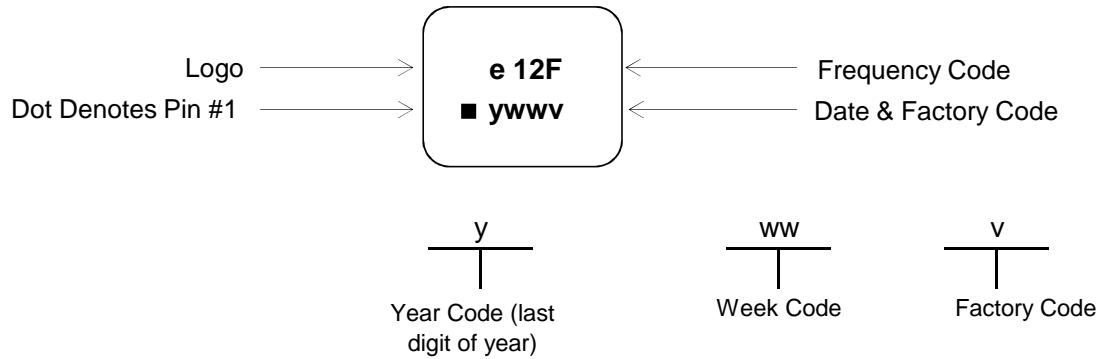 Logo
e 12F
Frequency Code
Dot Denotes Pin #1
■ ywwv
Date & Factory Code
y
ww
v
Year Code (last
digit of year)
Week Code
Factory Code